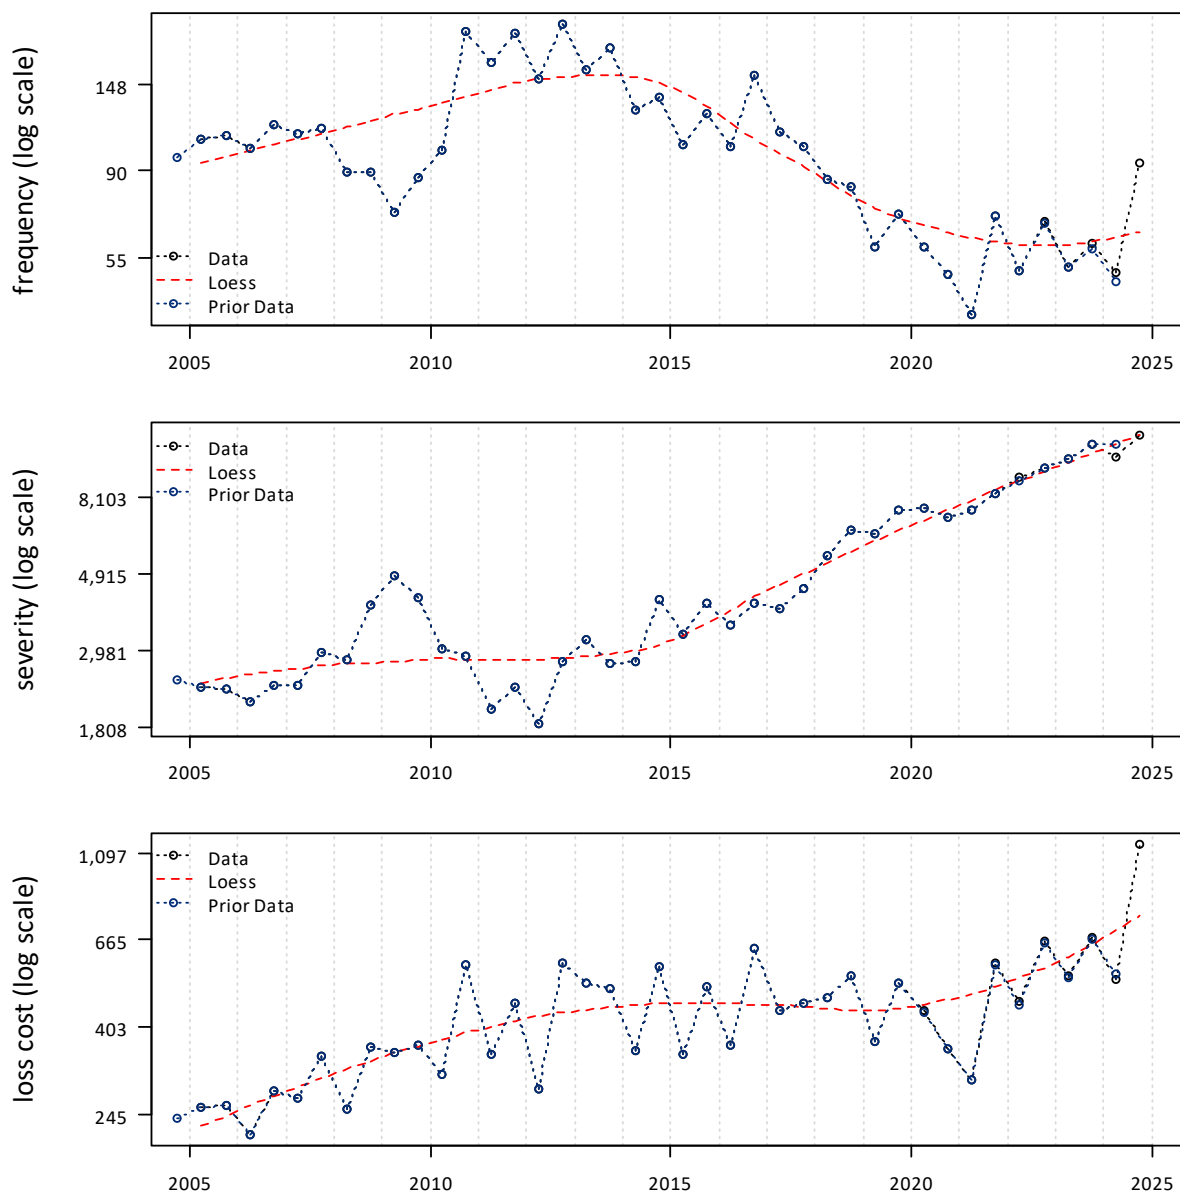 frequency (log scale)
148
90
55
Data
Loess
Prior Data
2005
2010
2015
2020
2025
severity (log scale)
8,103
4,915
2,981
1,808
Data
Loess
Prior Data
2005
2010
2015
2020
2025
loss cost (log scale)
1,097
665
403
245
Data
Loess
Prior Data
2005
2010
2015
2020
2025